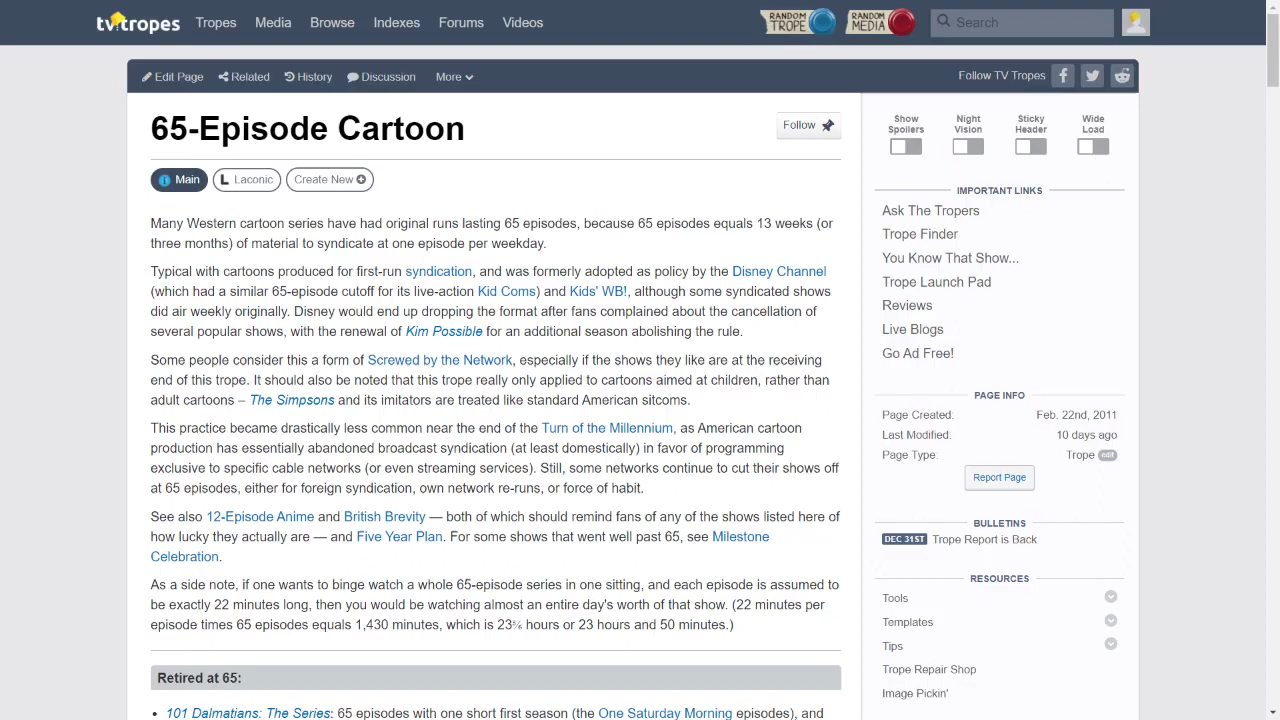 tvtropes Tropes Media Browse Indexes Forums Videos RANDOM TROPE RANDOM MEDIA Search
Edit Page Related History Discussion More Follow TV Tropes
65-Episode Cartoon
Follow
Main Laconic Create New
Many Western cartoon series have had original runs lasting 65 episodes, because 65 episodes equals 13 weeks (or
three months) of material to syndicate at one episode per weekday.
Typical with cartoons produced for first-run syndication, and was formerly adopted as policy by the Disney Channel
(which had a similar 65-episode cutoff for its live-action Kid Coms) and Kids' WB!, although some syndicated shows
did air weekly originally. Disney would end up dropping the format after fans complained about the cancellation of
several popular shows, with the renewal of Kim Possible for an additional season abolishing the rule.
Some people consider this a form of Screwed by the Network, especially if the shows they like are at the receiving
end of this trope. It should also be noted that this trope really only applied to cartoons aimed at children, rather than
adult cartoons – The Simpsons and its imitators are treated like standard American sitcoms.
This practice became drastically less common near the end of the Turn of the Millennium, as American cartoon
production has essentially abandoned broadcast syndication (at least domestically) in favor of programming
exclusive to specific cable networks (or even streaming services). Still, some networks continue to cut their shows off
at 65 episodes, either for foreign syndication, own network re-runs, or force of habit.
See also 12-Episode Anime and British Brevity — both of which should remind fans of any of the shows listed here of
how lucky they actually are — and Five Year Plan. For some shows that went well past 65, see Milestone
Celebration.
As a side note, if one wants to binge watch a whole 65-episode series in one sitting, and each episode is assumed to
be exactly 22 minutes long, then you would be watching almost an entire day's worth of that show. (22 minutes per
episode times 65 episodes equals 1,430 minutes, which is 23⅚ hours or 23 hours and 50 minutes.)
Retired at 65:
• 101 Dalmatians: The Series: 65 episodes with one short first season (the One Saturday Morning episodes), and
Show Spoilers
Night Vision
Sticky Header
Wide Load
IMPORTANT LINKS
Ask The Tropers
Trope Finder
You Know That Show...
Trope Launch Pad
Reviews
Live Blogs
Go Ad Free!
PAGE INFO
Page Created: Feb. 22nd, 2011
Last Modified: 10 days ago
Page Type: Trope edit
Report Page
BULLETINS
DEC 31ST Trope Report is Back
RESOURCES
Tools
Templates
Tips
Trope Repair Shop
Image Pickin'